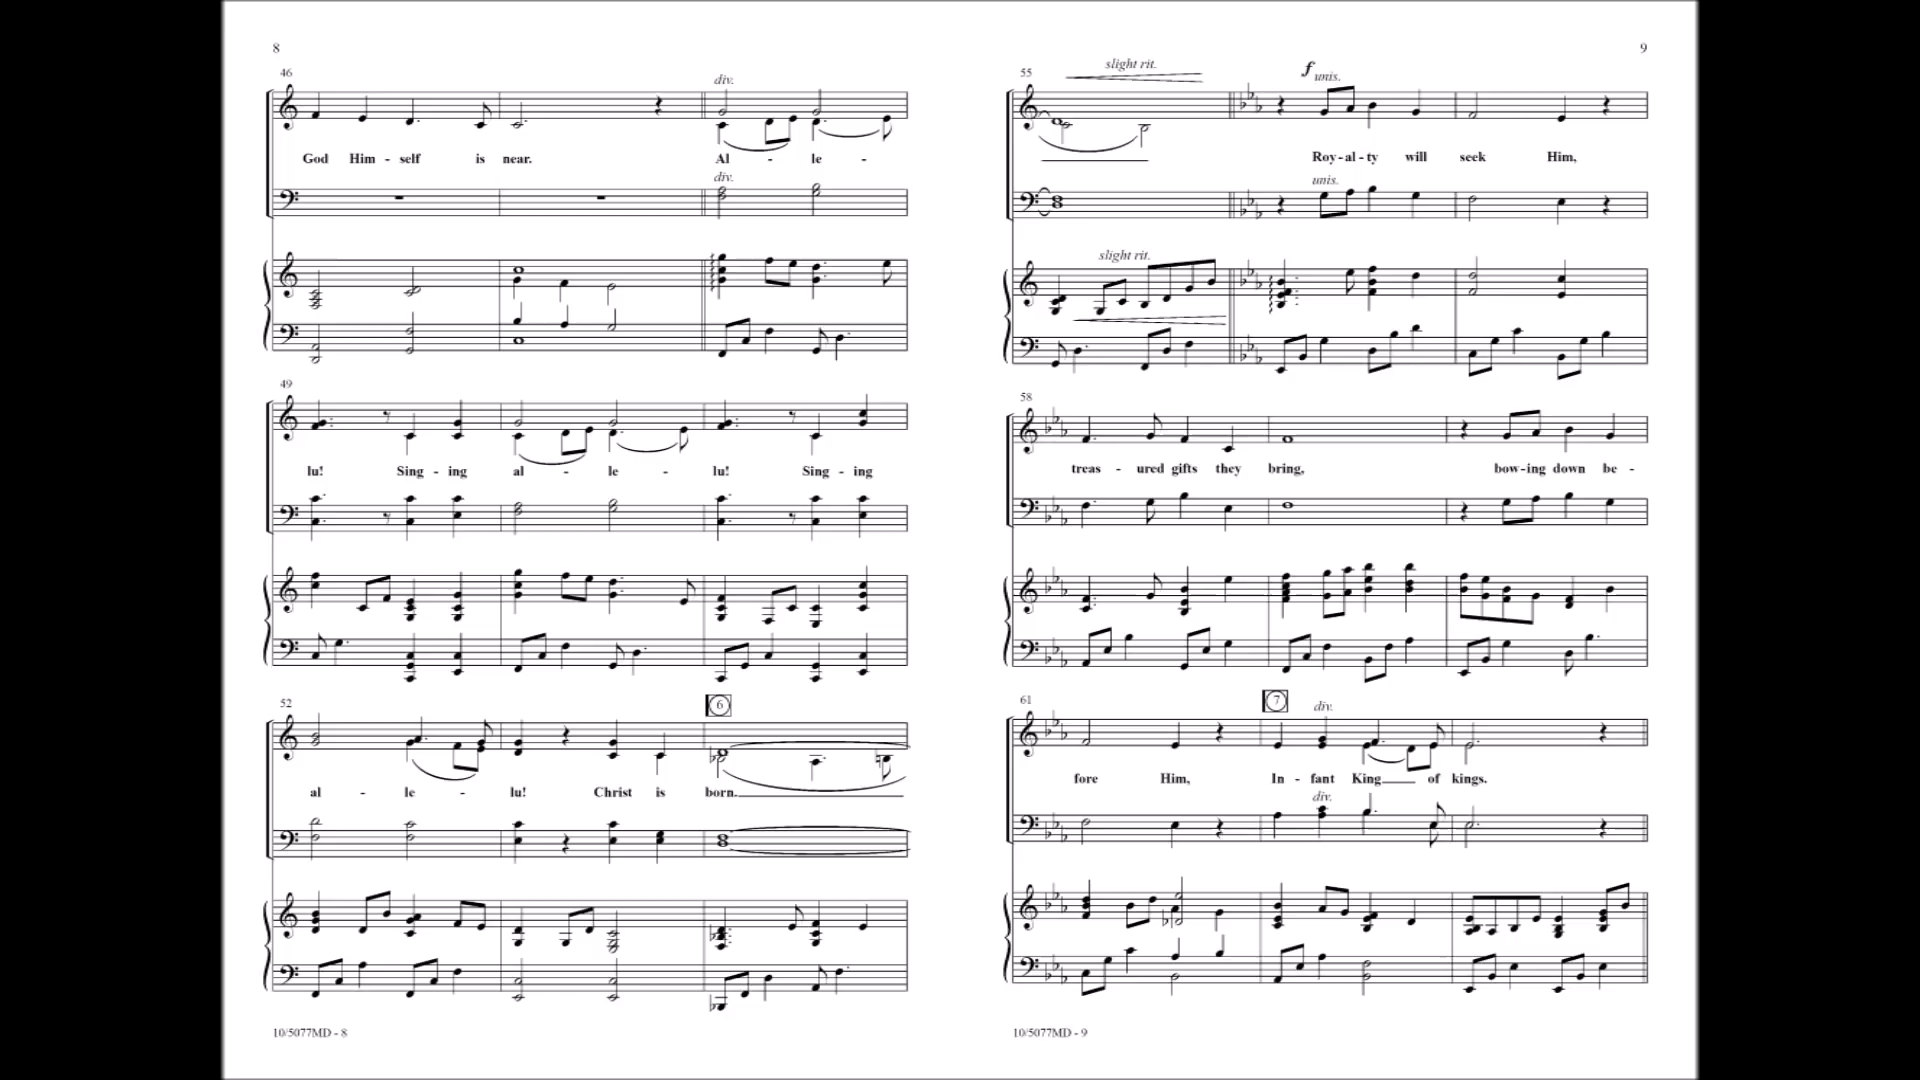 8
46
div.
God Him - self is near. Al - le -
div.
49
lu! Sing - ing al - le - lu! Sing - ing
52
6
al - le - lu! Christ is born.
10/5077MD - 8
9
55
slight rit.
f unis.
Roy - al - ty will seek Him,
unis.
slight rit.
58
treas - ured gifts they bring, bow - ing down be -
61
7
div.
fore Him, In - fant King of kings.
div.
10/5077MD - 9